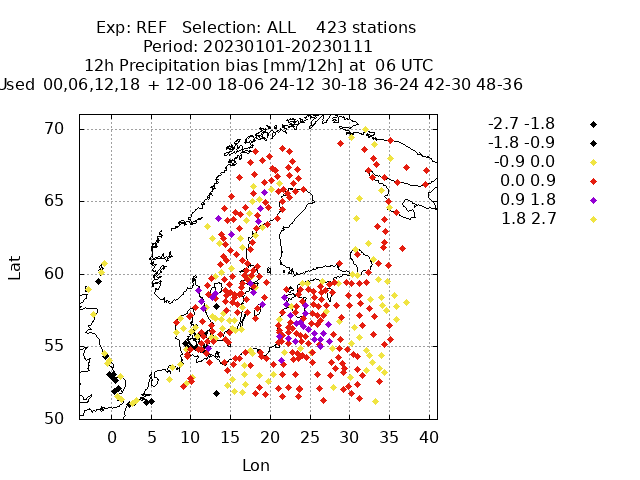 Exp: REF Selection: ALL 423 stations
Period: 20230101-20230111
12h Precipitation bias [mm/12h] at 06 UTC
Used 00,06,12,18 + 12-00 18-06 24-12 30-18 36-24 42-30 48-36
-2.7 -1.8
-1.8 -0.9
-0.9 0.0
0.0 0.9
0.9 1.8
1.8 2.7
70
65
60
55
50
Lat
0 5 10 15 20 25 30 35 40
Lon